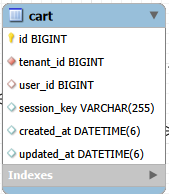 cart
id BIGINT
tenant_id BIGINT
user_id BIGINT
session_key VARCHAR(255)
created_at DATETIME(6)
updated_at DATETIME(6)
Indexes